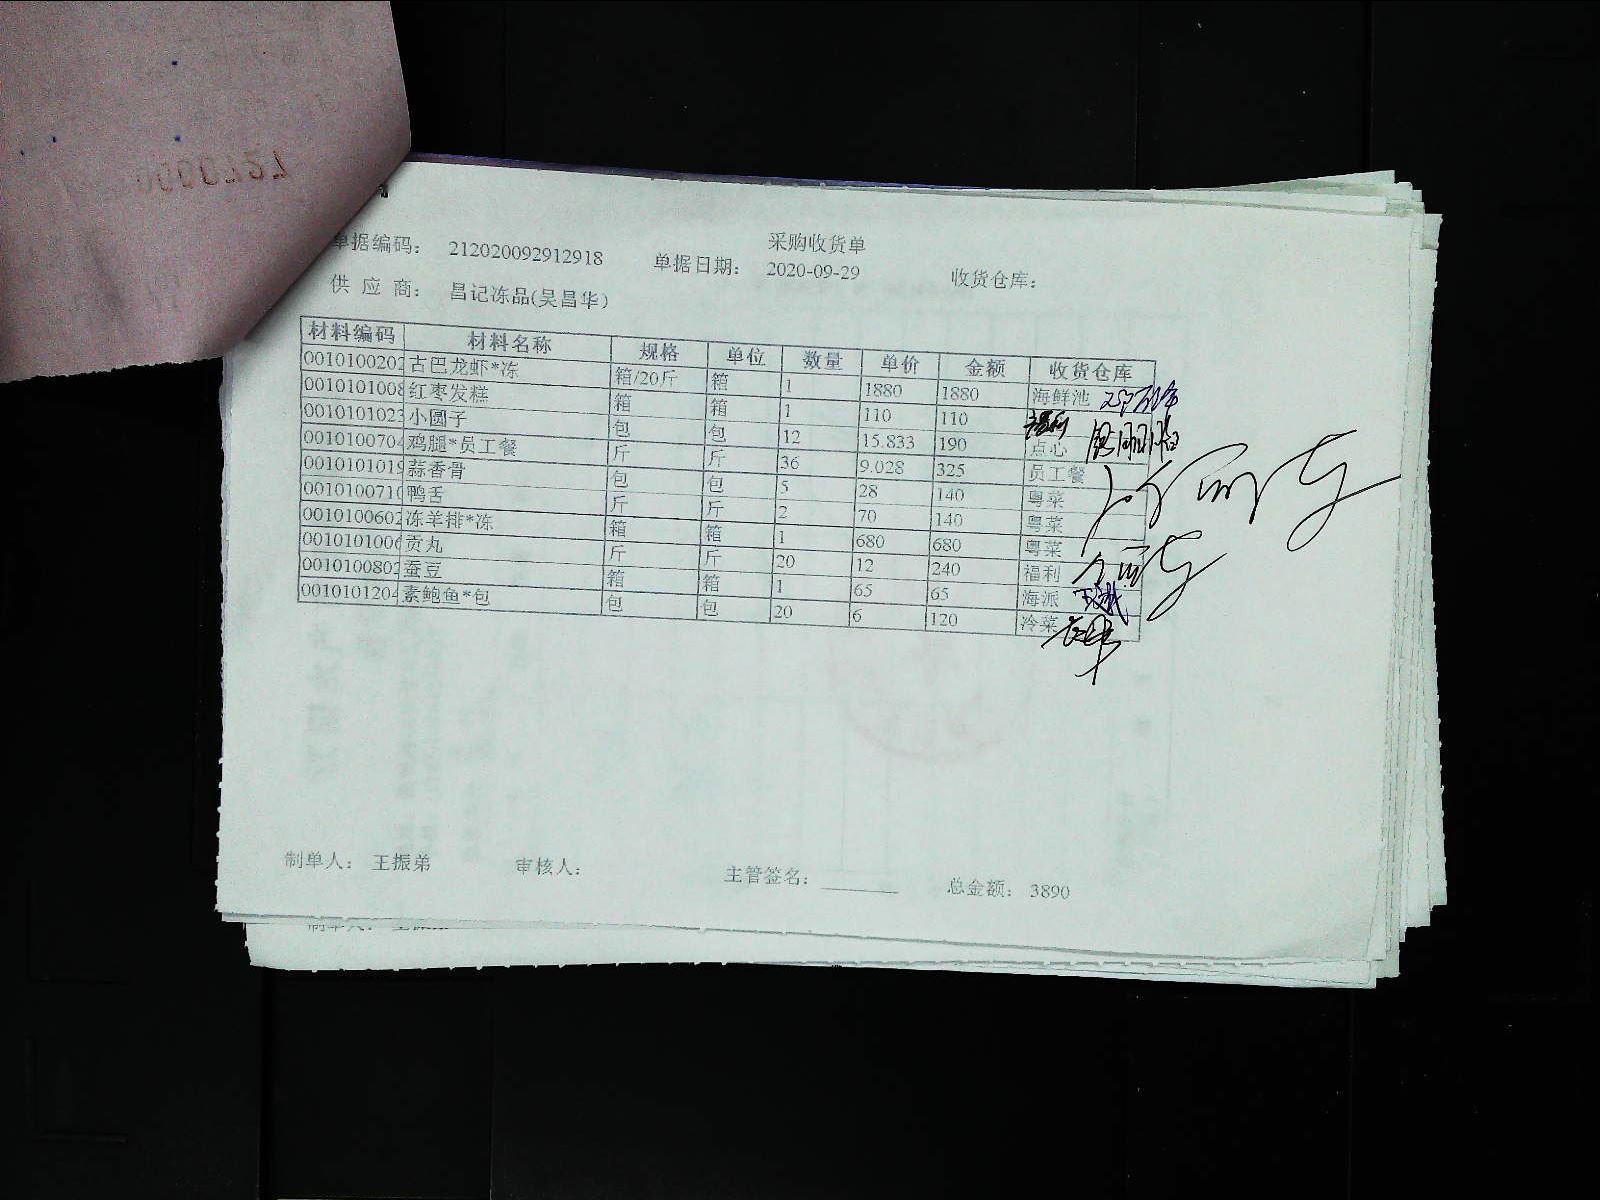 采购收货单
单据编码： 212020092912918 单据日期： 2020-09-29 收货仓库：
供 应 商： 昌记冻品(吴昌华)
材料编码 材料名称 规格 单位 数量 单价 金额 收货仓库
0010100202 古巴龙虾*冻 箱/20斤 箱 1 1880 1880 海鲜池
0010101008 红枣发糕 箱 箱 1 110 110 福利
0010101023 小圆子 包 包 12 15.833 190 点心
0010100704 鸡腿*员工餐 斤 斤 36 9.028 325 员工餐
0010101019 蒜香骨 包 包 5 28 140 粤菜
0010100710 鸭舌 斤 斤 2 70 140 粤菜
0010100602 冻羊排*冻 箱 箱 1 680 680 粤菜
0010101006 贡丸 斤 斤 20 12 240 福利
0010100802 蚕豆 箱 箱 1 65 65 海派
0010101204 素鲍鱼*包 包 包 20 6 120 冷菜
制单人： 王振弟 审核人： 主管签名： 总金额： 3890